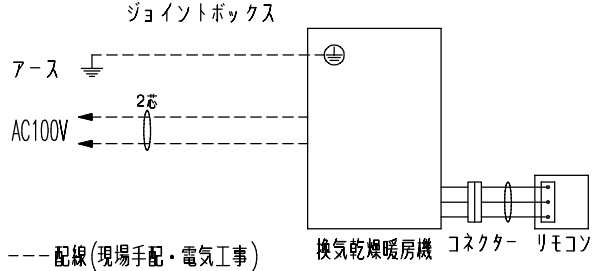 ジョイントボックス
アース
2芯
AC100V
換気乾燥暖房機
コネクター
リモコン
---配線(現場手配・電気工事)